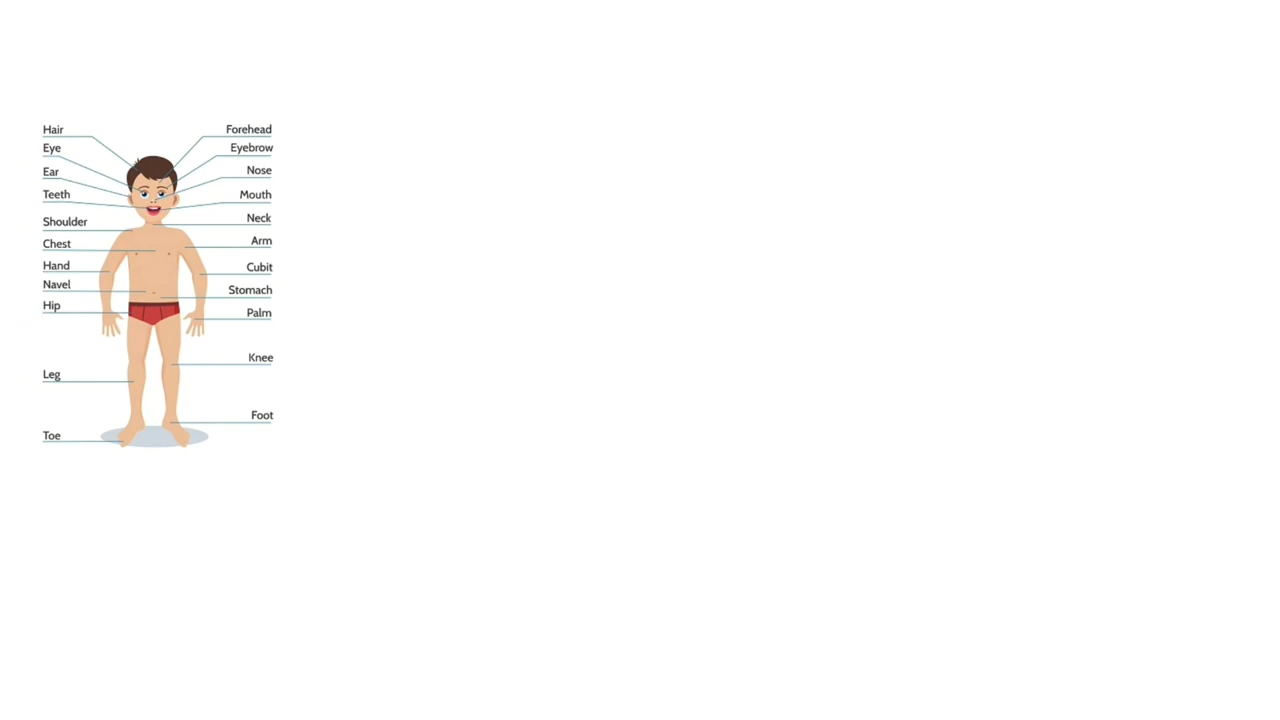 Hair
Eye
Ear
Teeth
Shoulder
Chest
Hand
Navel
Hip
Leg
Toe
Forehead
Eyebrow
Nose
Mouth
Neck
Arm
Cubit
Stomach
Palm
Knee
Foot